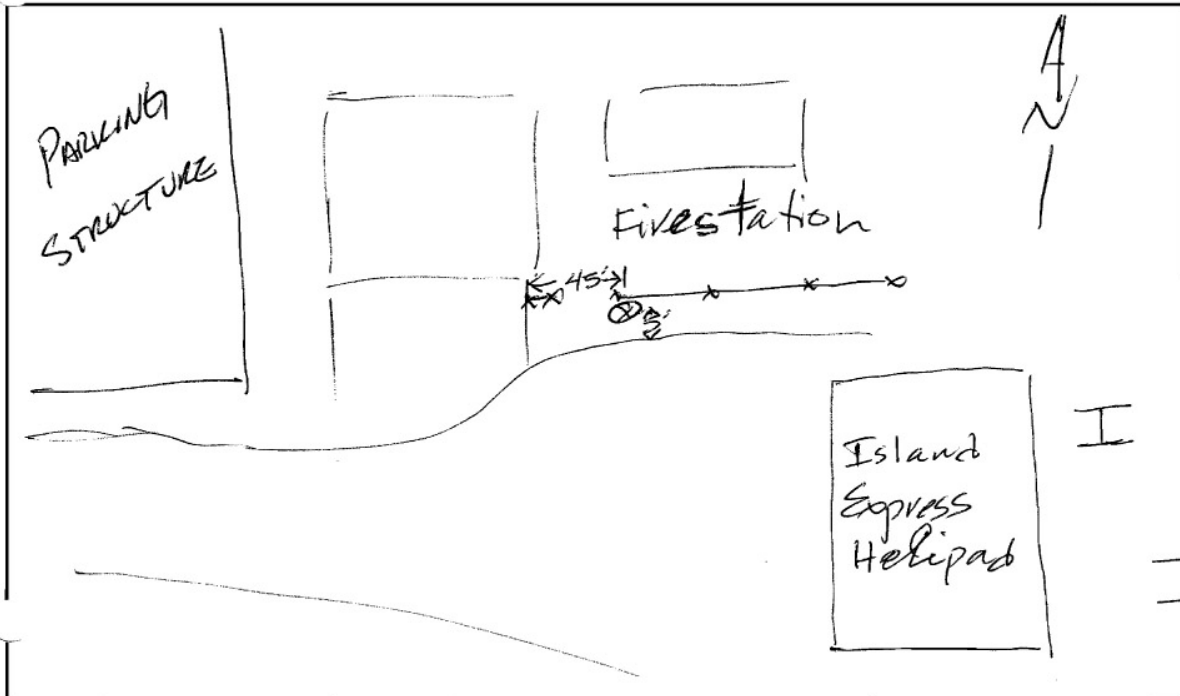 PARKING
STRUCTURE
N
Firestation
45'
Island
Express
Helipad